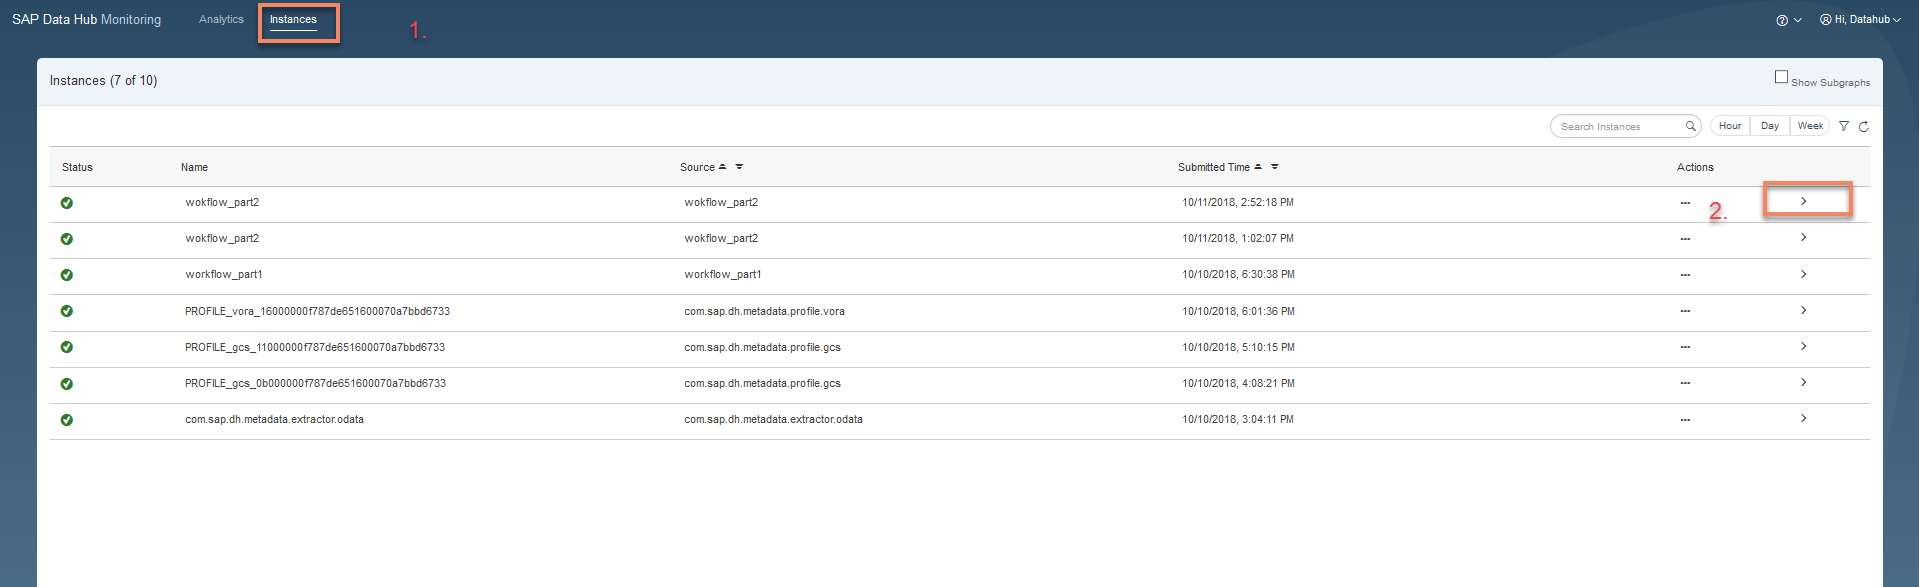 SAP Data Hub Monitoring Analytics Instances 1. Hi, Datahub
Instances (7 of 10) Show Subgraphs
Search Instances Hour Day Week
Status Name Source Submitted Time Actions
wokflow_part2 wokflow_part2 10/11/2018, 2:52:18 PM ... 2.
wokflow_part2 wokflow_part2 10/11/2018, 1:02:07 PM ...
workflow_part1 workflow_part1 10/10/2018, 6:30:38 PM ...
PROFILE_vora_16000000f787de651600070a7bbd6733 com.sap.dh.metadata.profile.vora 10/10/2018, 6:01:36 PM ...
PROFILE_gcs_11000000f787de651600070a7bbd6733 com.sap.dh.metadata.profile.gcs 10/10/2018, 5:10:15 PM ...
PROFILE_gcs_0b000000f787de651600070a7bbd6733 com.sap.dh.metadata.profile.gcs 10/10/2018, 4:08:21 PM ...
com.sap.dh.metadata.extractor.odata com.sap.dh.metadata.extractor.odata 10/10/2018, 3:04:11 PM ...